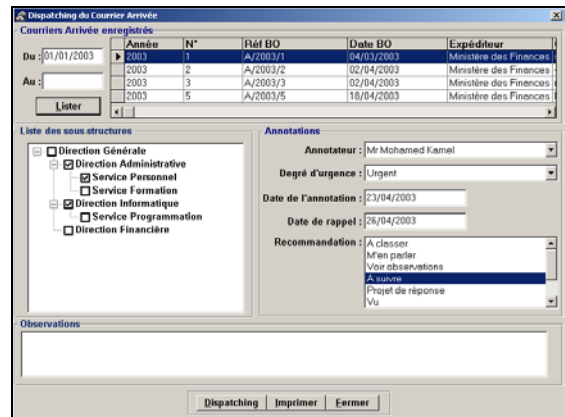 Dispatching du Courrier Arrivée
Courriers Arrivée enregistrés
Du : 01/01/2003
Au :
Lister
Année N° Réf BO Date BO Expéditeur
2003 1 A/2003/1 04/03/2003 Ministère des Finances
2003 2 A/2003/2 02/04/2003 Ministère des Finances
2003 3 A/2003/3 02/04/2003 Ministère des Finances
2003 5 A/2003/5 18/04/2003 Ministère des Finances
Liste des sous-structures
Direction Générale
Direction Administrative
Service Personnel
Service Formation
Direction Informatique
Service Programmation
Direction Financière
Annotations
Annotateur : Mr Mohamed Kamel
Degré d'urgence : Urgent
Date de l'annotation : 23/04/2003
Date de rappel : 26/04/2003
Recommandation : A classer
M'en parler
Voir observations
A suivre
Projet de réponse
Vu
Observations
Dispatching Imprimer Fermer